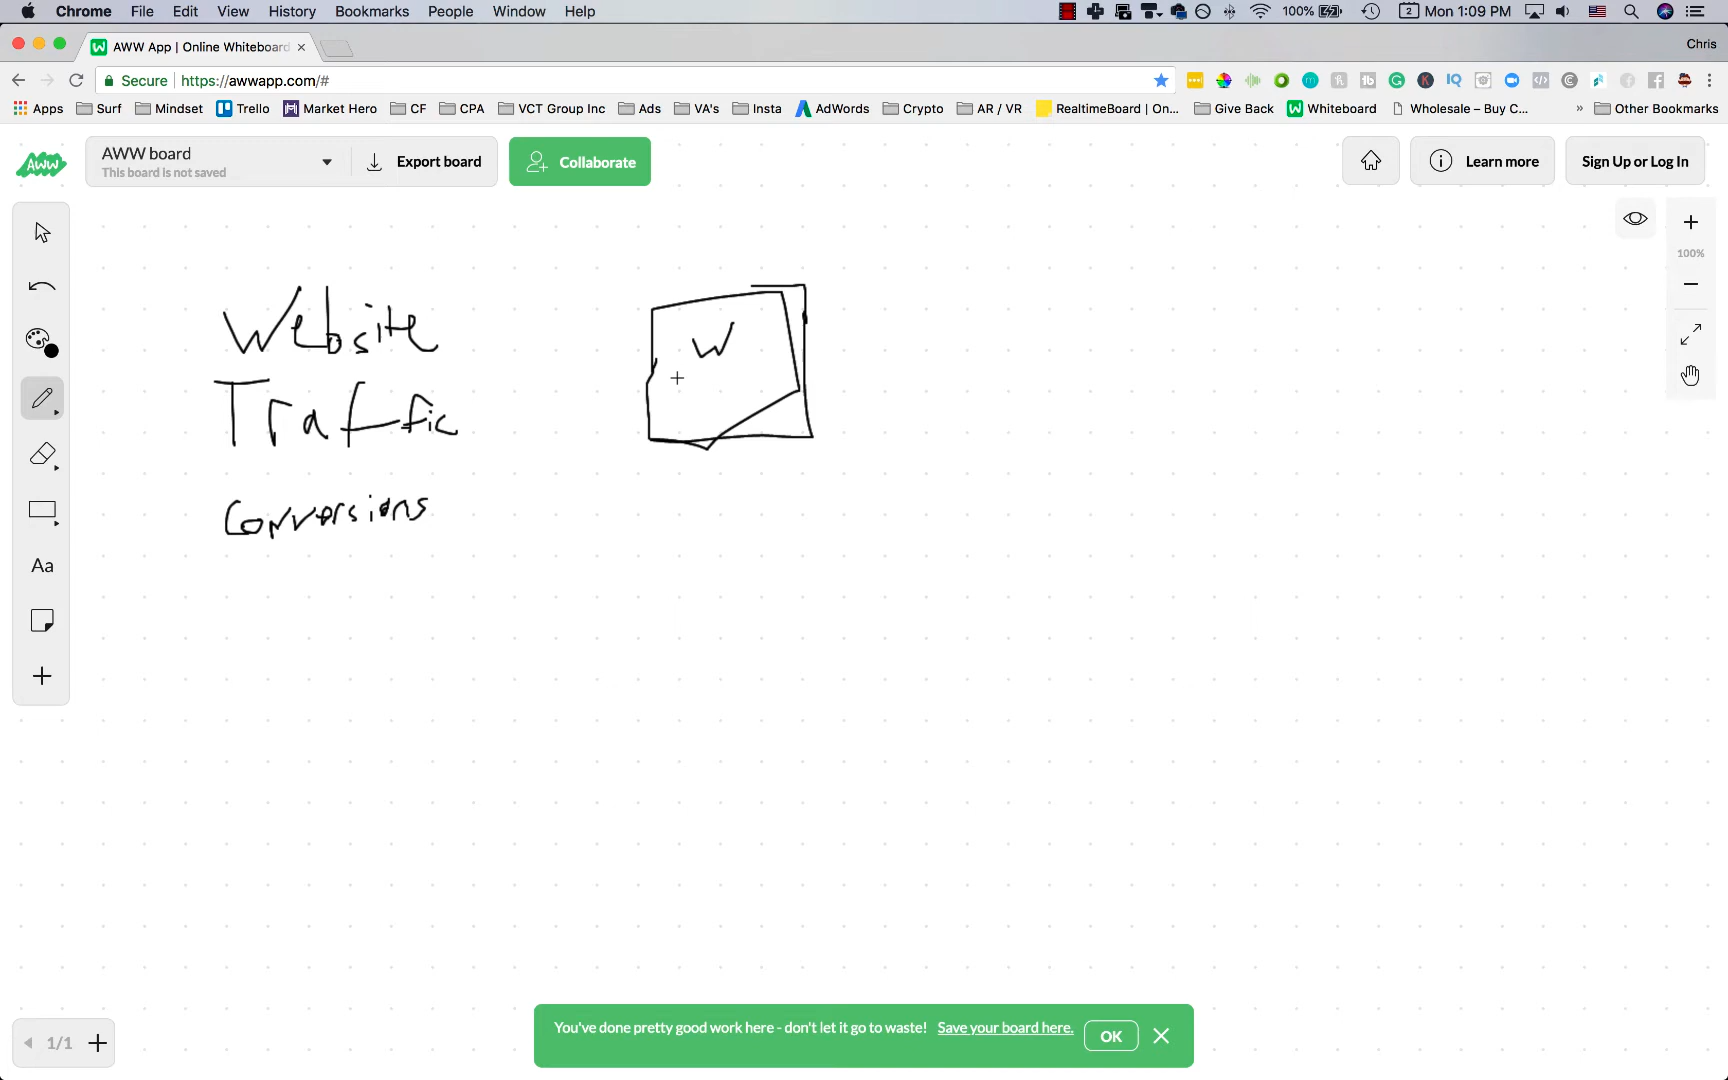 Chrome File Edit View History Bookmarks People Window Help 100% Mon 1:09 PM
AWW App | Online Whiteboard Chris
Secure https://awwapp.com/#
Apps Surf Mindset Trello Market Hero CF CPA VCT Group Inc Ads VA's Insta AdWords Crypto AR / VR RealtimeBoard | On... Give Back Whiteboard Wholesale – Buy C... » Other Bookmarks
AWW
AWW board
This board is not saved
Export board Collaborate Learn more Sign Up or Log In
100%
Website
W
Traffic
Conversions
Aa
You've done pretty good work here - don't let it go to waste! Save your board here. OK
1/1